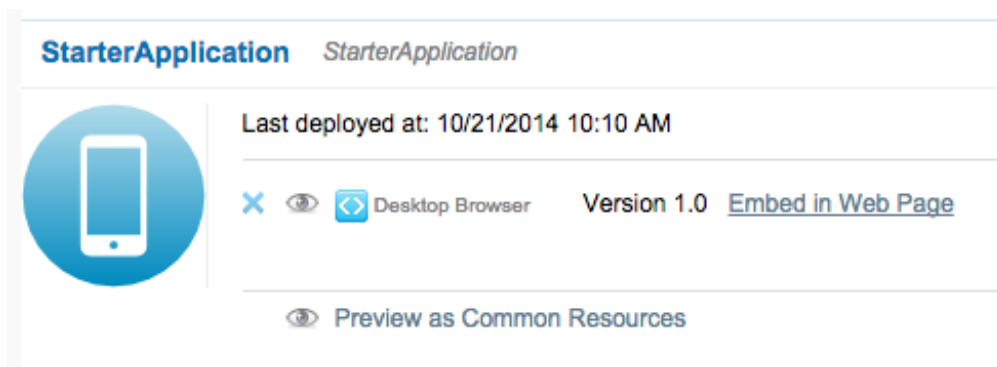 StarterApplication StarterApplication
Last deployed at: 10/21/2014 10:10 AM
Desktop Browser Version 1.0 Embed in Web Page
Preview as Common Resources